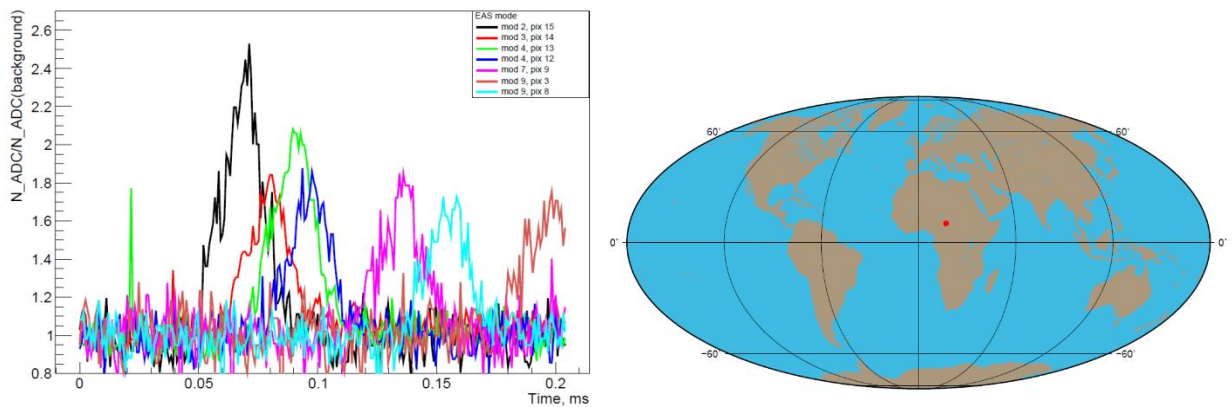 EAS mode
mod 2, pix 15
mod 3, pix 14
mod 4, pix 13
mod 4, pix 12
mod 7, pix 9
mod 9, pix 3
mod 9, pix 8
N_ADC/N_ADC(background)
2.6
2.4
2.2
2
1.8
1.6
1.4
1.2
1
0.8
0
0.05
0.1
0.15
0.2
Time, ms
60°
60°
0°
0°
−60°
−60°